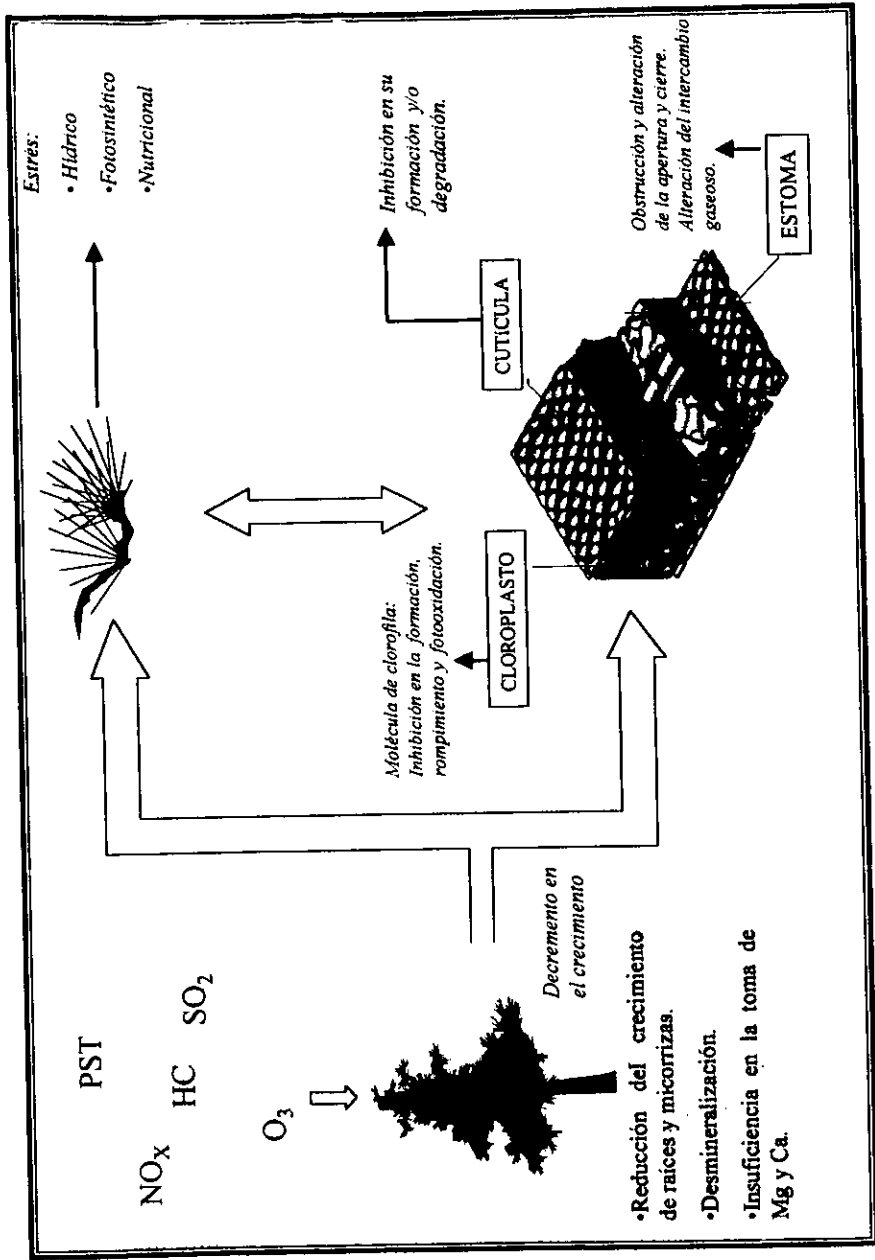 PST
NOX
HC
SO2
O3
Decremento en
el crecimiento
•Reducción del crecimiento
de raíces y micorrizas.
•Desmineralización.
•Insuficiencia en la toma de
Mg y Ca.
Estrés:
• Hídrico
•Fotosintético
•Nutricional
Molécula de clorofila:
Inhibición en la formación,
rompimiento y fotooxidación.
CLOROPLASTO
Inhibición en su
formación y/o
degradación.
CUTÍCULA
Obstrucción y alteración
de la apertura y cierre.
Alteración del intercambio
gaseoso.
ESTOMA